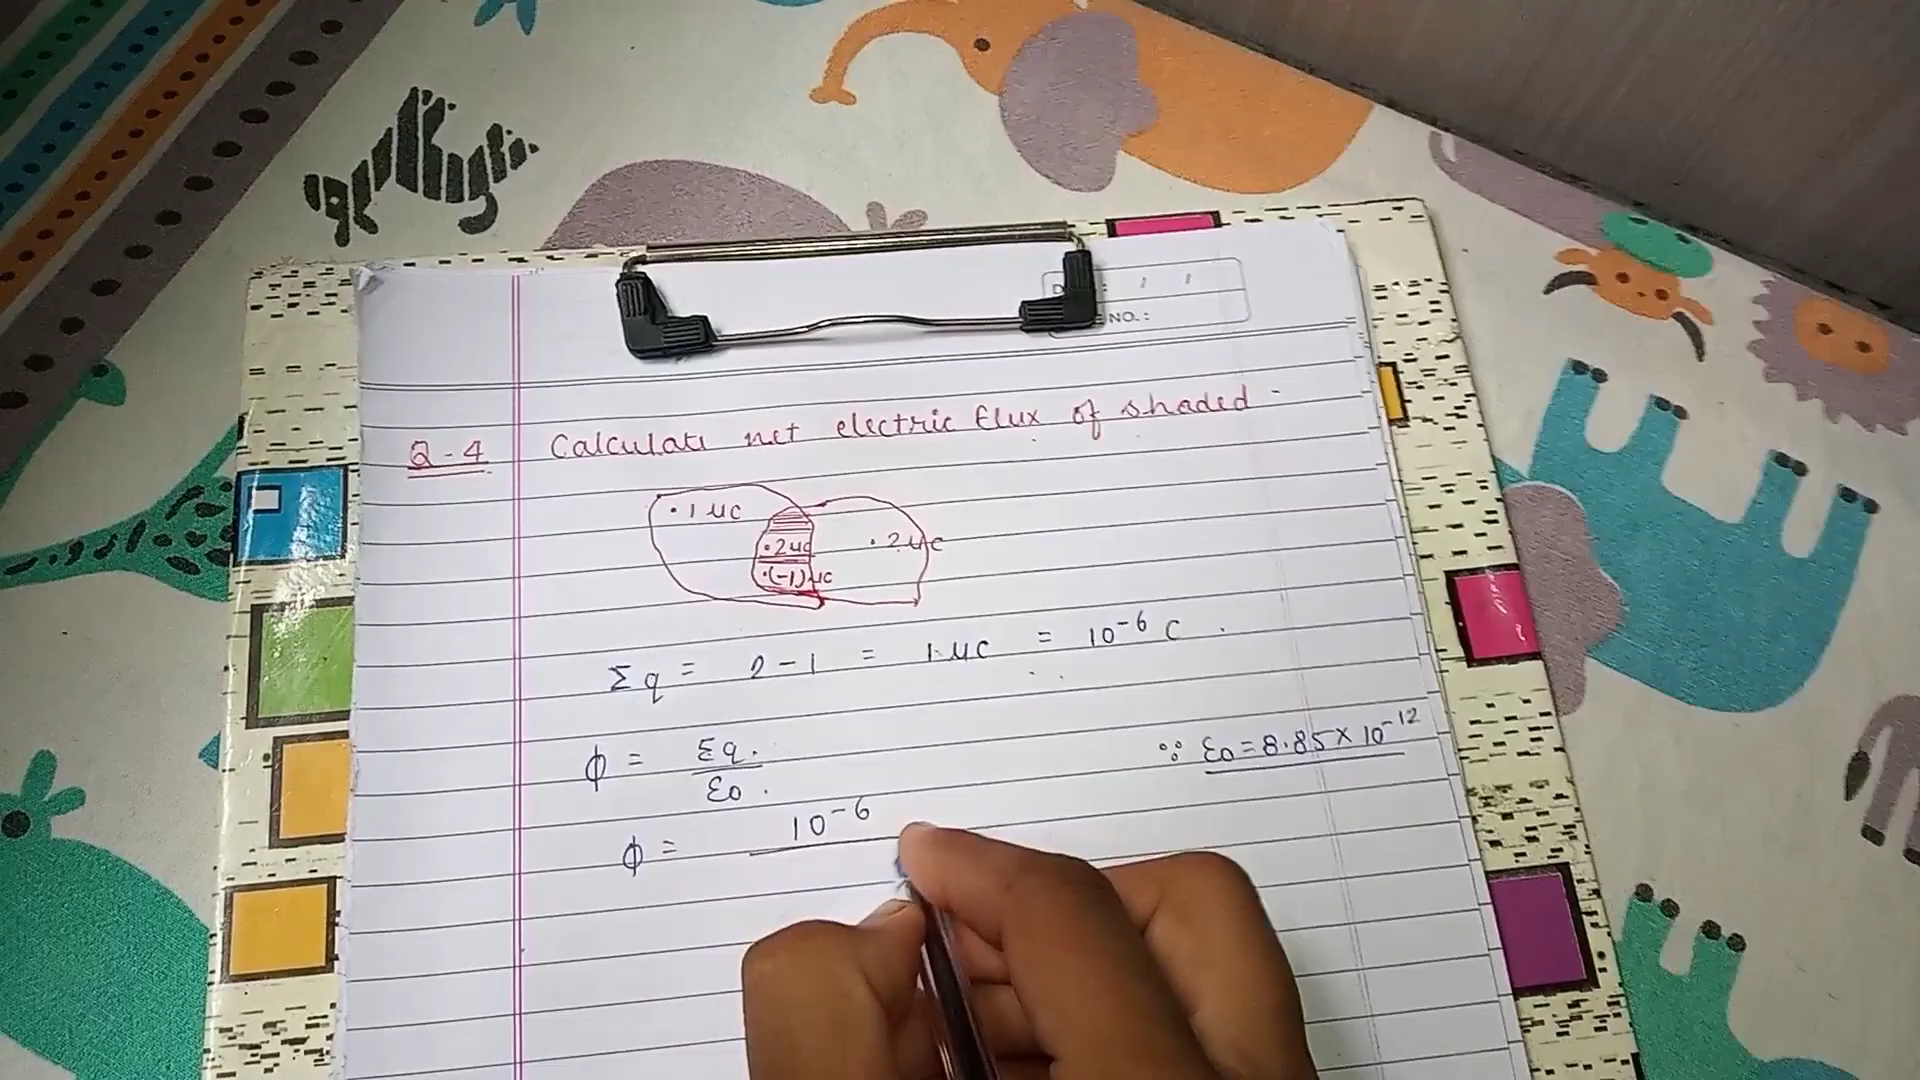 NO.:
Q-4 Calculate net electric flux of shaded -
.1 μc
.2μc .2μc
.(-1)μc
Σq = 2-1 = 1 μc = 10⁻⁶ C .
ϕ = Σq. / ε0. ∵ ε0 = 8.85 × 10⁻¹²
ϕ = 10⁻⁶